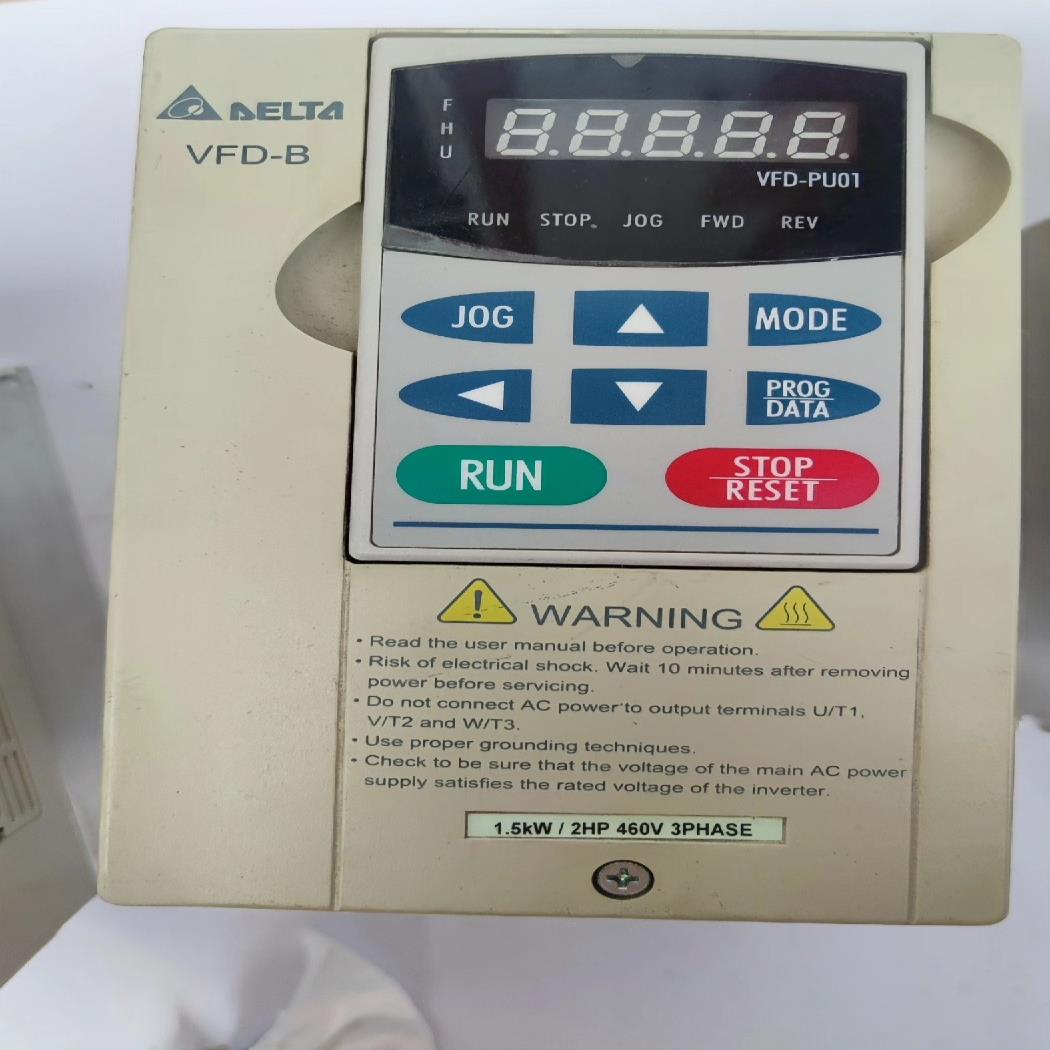 DELTA
VFD-B
F
H
U
8.8.8.8.8.
VFD-PU01
RUN STOP JOG FWD REV
JOG
MODE
PROG
DATA
RUN
STOP
RESET
WARNING
• Read the user manual before operation.
• Risk of electrical shock. Wait 10 minutes after removing
power before servicing.
• Do not connect AC power to output terminals U/T1,
V/T2 and W/T3.
• Use proper grounding techniques.
• Check to be sure that the voltage of the main AC power
supply satisfies the rated voltage of the inverter.
1.5kW / 2HP 460V 3PHASE